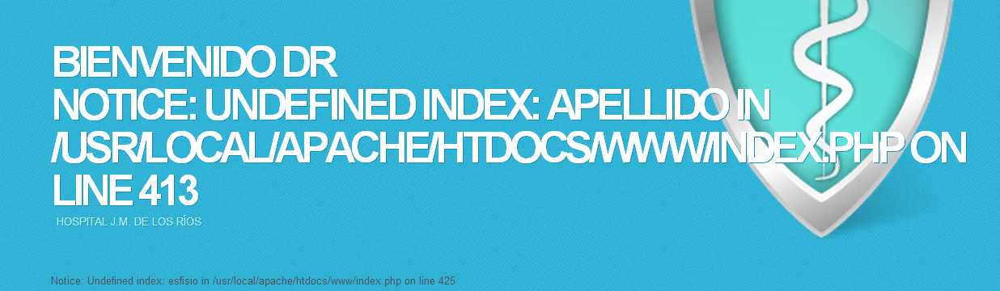 BIENVENIDO DR
NOTICE: UNDEFINED INDEX: APELLIDO IN
/USR/LOCAL/APACHE/HTDOCS/WWW/INDEX.PHP ON
LINE 413
HOSPITAL J.M. DE LOS RÍOS
Notice: Undefined index: esfisio in /usr/local/apache/htdocs/www/index.php on line 425